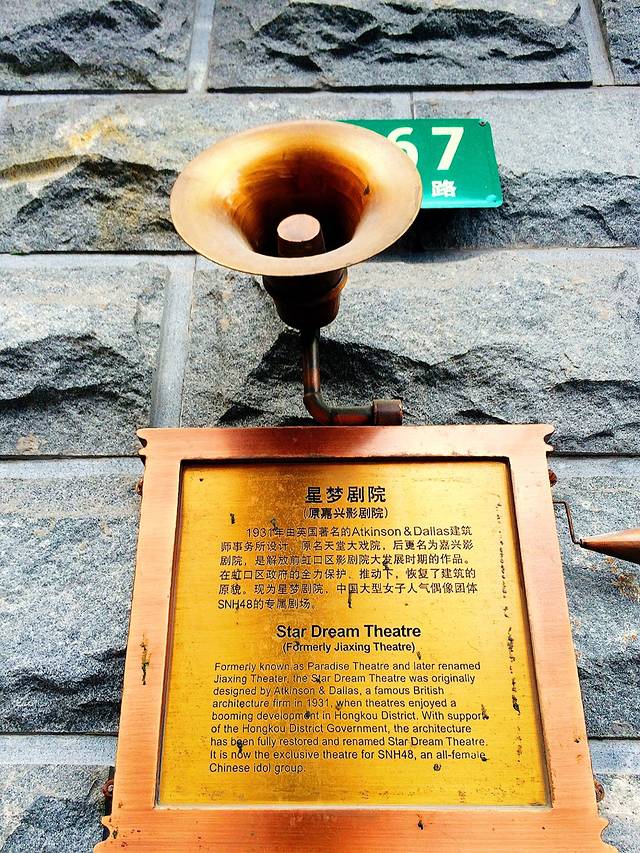 67
路
星梦剧院
(原嘉兴影剧院)
1931年由英国著名的Atkinson & Dallas建筑
师事务所设计，原名天堂大戏院，后更名为嘉兴影
剧院，是解放前虹口区影剧院大发展时期的作品。
在虹口区政府的全力保护、推动下，恢复了建筑的
原貌。现为星梦剧院，中国大型女子人气偶像团体
SNH48的专属剧场。
Star Dream Theatre
(Formerly Jiaxing Theatre)
Formerly known as Paradise Theatre and later renamed
Jiaxing Theater, the Star Dream Theatre was originally
designed by Atkinson & Dallas, a famous British
architecture firm in 1931, when theatres enjoyed a
booming development in Hongkou District. With support
of the Hongkou District Government, the architecture
has been fully restored and renamed Star Dream Theatre.
It is now the exclusive theatre for SNH48, an all-female
Chinese idol group.